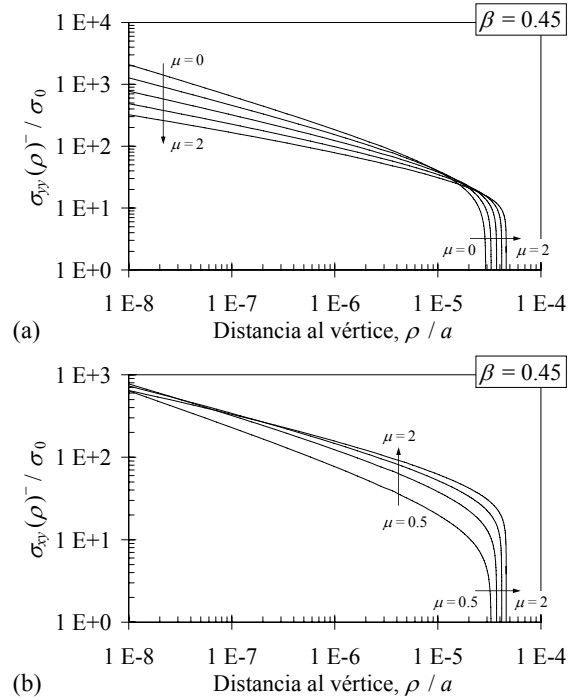 β = 0.45
1 E+4
1 E+3
1 E+2
1 E+1
1 E+0
σyy (ρ)⁻ / σ0
μ = 0
μ = 2
μ = 0
μ = 2
1 E-8 1 E-7 1 E-6 1 E-5 1 E-4
(a) Distancia al vértice, ρ / a
β = 0.45
1 E+3
1 E+2
1 E+1
1 E+0
σxy (ρ)⁻ / σ0
μ = 2
μ = 0.5
μ = 0.5
μ = 2
1 E-8 1 E-7 1 E-6 1 E-5 1 E-4
(b) Distancia al vértice, ρ / a